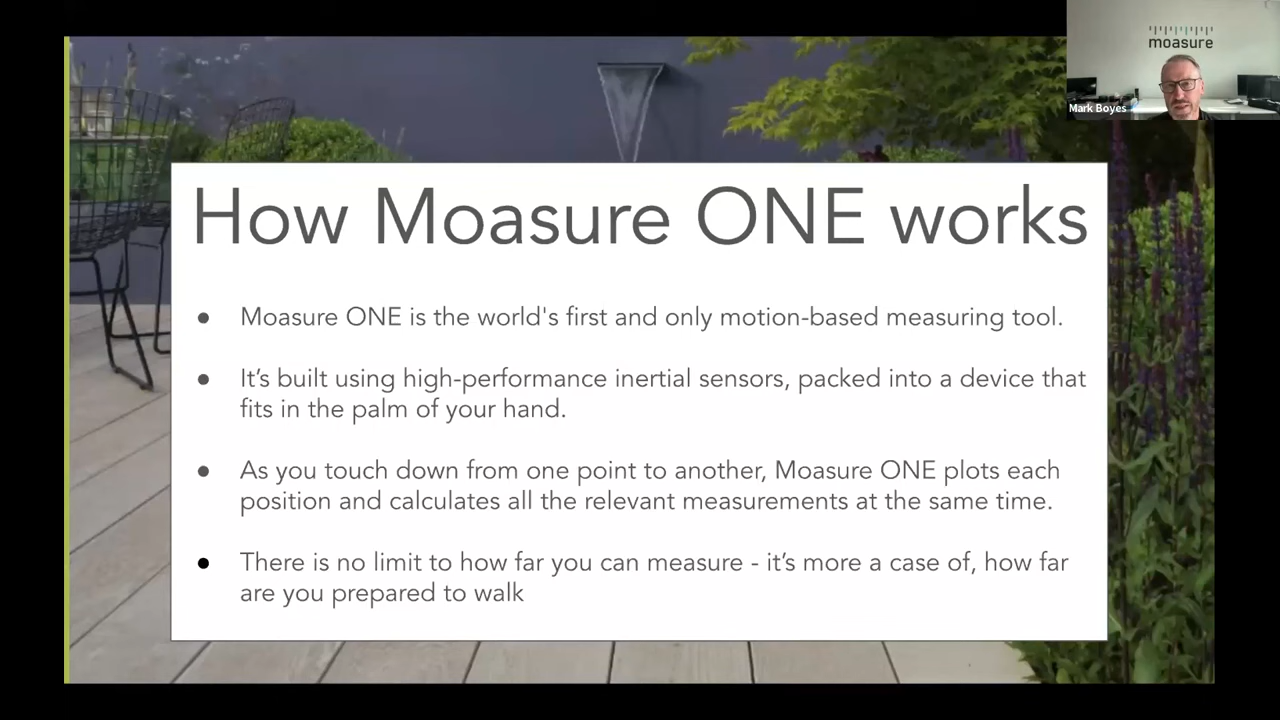 moasure
Mark Boyes
How Moasure ONE works
● Moasure ONE is the world's first and only motion-based measuring tool.
● It’s built using high-performance inertial sensors, packed into a device that
fits in the palm of your hand.
● As you touch down from one point to another, Moasure ONE plots each
position and calculates all the relevant measurements at the same time.
● There is no limit to how far you can measure - it’s more a case of, how far
are you prepared to walk